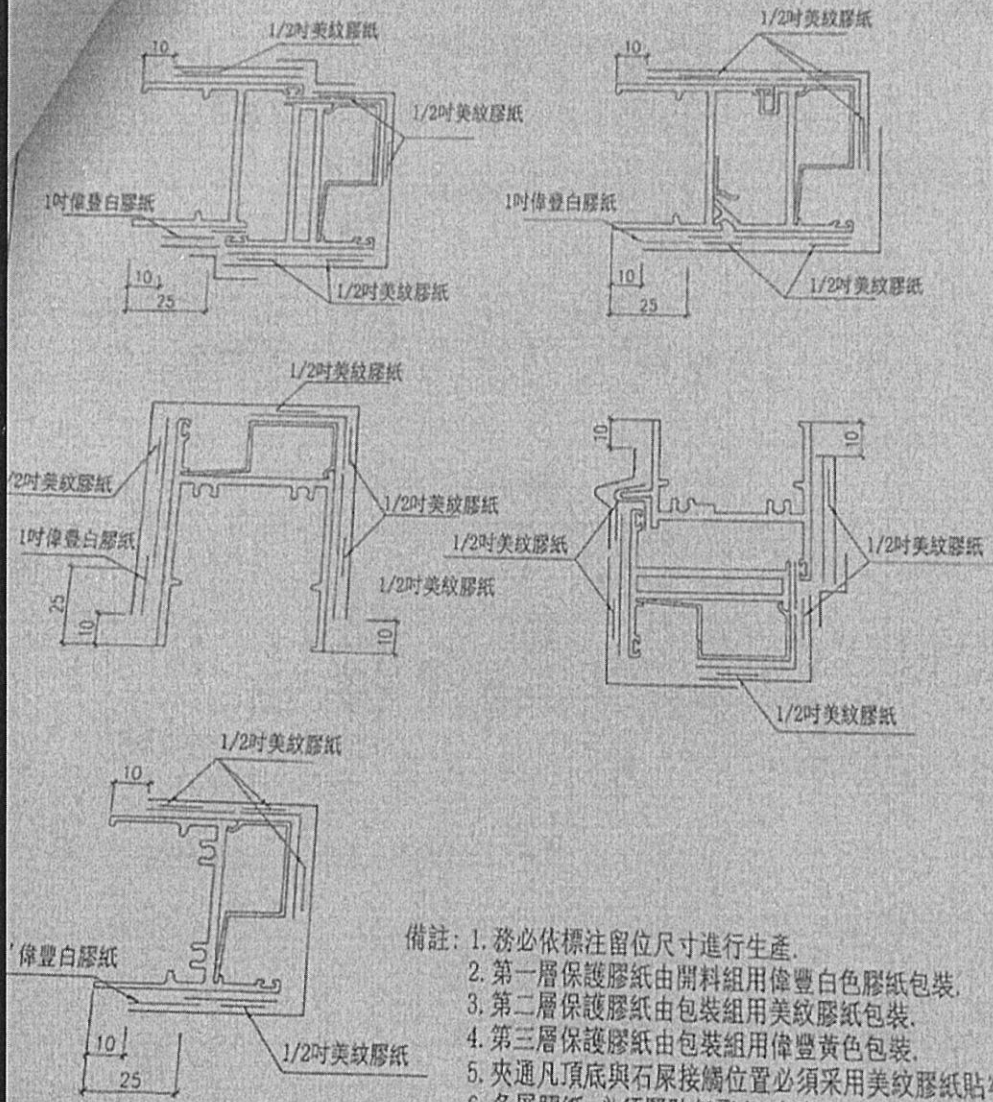 1/2吋美紋膠紙
10
1/2吋美紋膠紙
1吋偉豐白膠紙
10
25
1/2吋美紋膠紙
1/2吋美紋膠紙
10
1吋偉豐白膠紙
10
25
1/2吋美紋膠紙
1/2吋美紋膠紙
/2吋美紋膠紙
1吋偉豐白膠紙
25
10
1/2吋美紋膠紙
1/2吋美紋膠紙
10
10
10
1/2吋美紋膠紙
1/2吋美紋膠紙
1/2吋美紋膠紙
1/2吋美紋膠紙
10
偉豐白膠紙
10
25
1/2吋美紋膠紙
備註: 1.務必依標注留位尺寸進行生產.
2.第一層保護膠紙由開料組用偉豐白色膠紙包裝.
3.第二層保護膠紙由包裝組用美紋膠紙包裝.
4.第三層保護膠紙由包裝組用偉豐黃色包裝.
5.夾通凡頂底與石屎接觸位置必須采用美紋膠紙貼